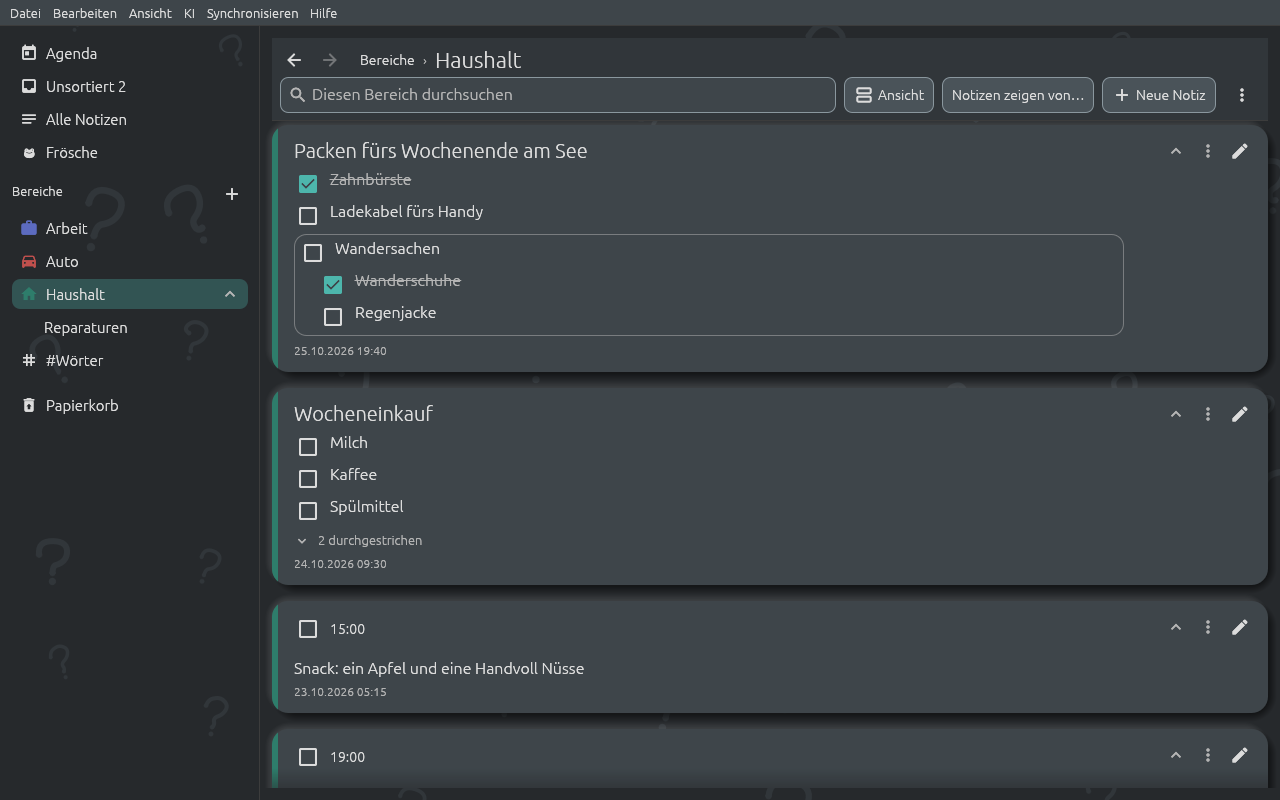 Datei Bearbeiten Ansicht KI Synchronisieren Hilfe
Agenda
Unsortiert 2
Alle Notizen
Frösche
Bereiche
Arbeit
Auto
Haushalt
Reparaturen
#Wörter
Papierkorb
Bereiche › Haushalt
Diesen Bereich durchsuchen
Ansicht
Notizen zeigen von…
Neue Notiz
Packen fürs Wochenende am See
Zahnbürste
Ladekabel fürs Handy
Wandersachen
Wanderschuhe
Regenjacke
25.10.2026 19:40
Wocheneinkauf
Milch
Kaffee
Spülmittel
2 durchgestrichen
24.10.2026 09:30
15:00
Snack: ein Apfel und eine Handvoll Nüsse
23.10.2026 05:15
19:00